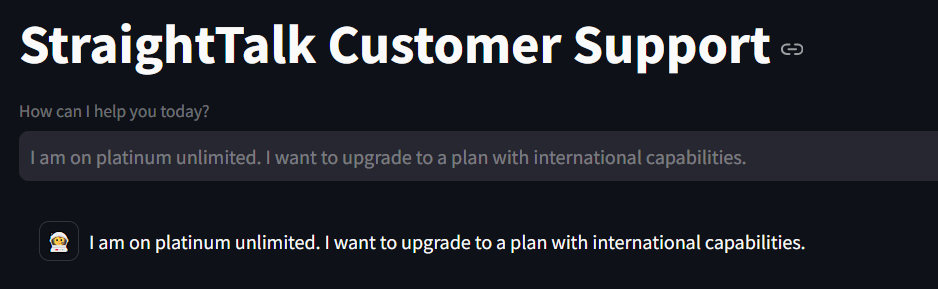 StraightTalk Customer Support
How can I help you today?
I am on platinum unlimited. I want to upgrade to a plan with international capabilities.
I am on platinum unlimited. I want to upgrade to a plan with international capabilities.